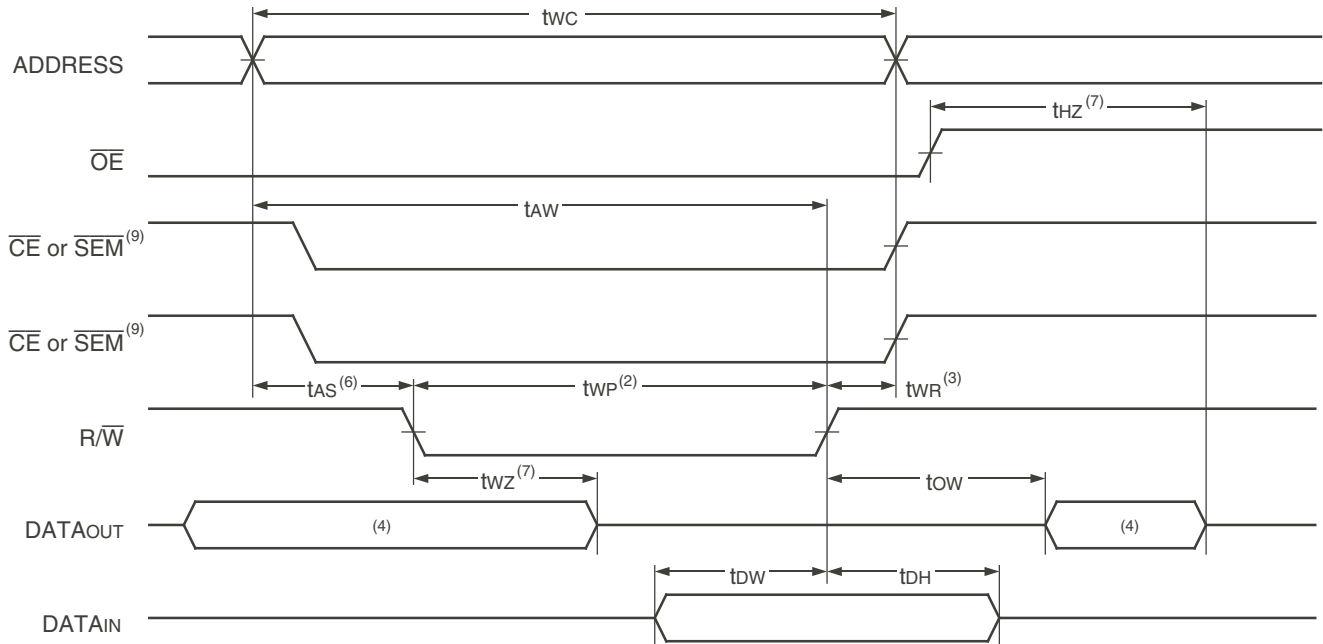 tWC
ADDRESS
tHZ(7)
OE
tAW
CE or SEM(9)
CE or SEM(9)
tAS(6) tWP(2) tWR(3)
R/W
tWZ(7) tOW
DATAOUT (4) (4)
tDW tDH
DATAIN